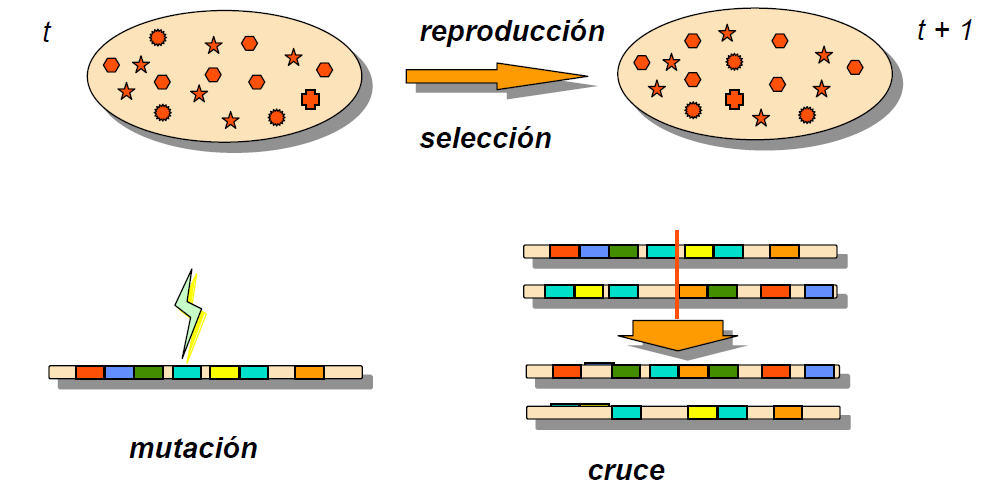 t
reproducción
t + 1
selección
mutación
cruce